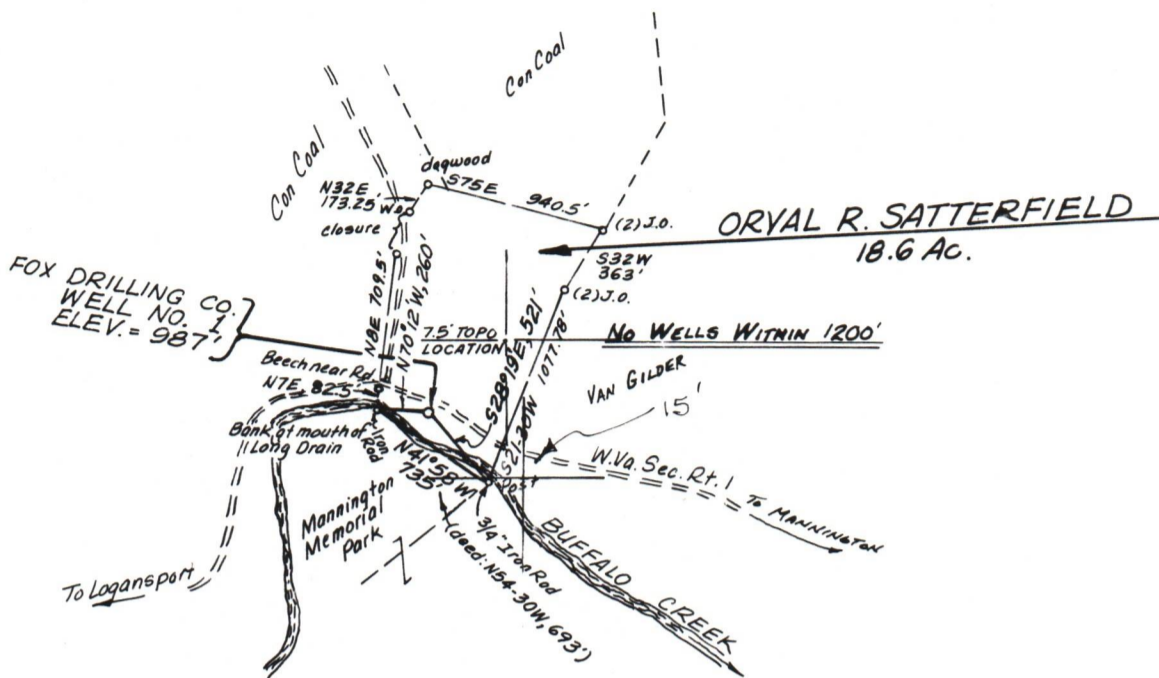 Con Coal
Con Coal
dogwood
S75E
940.5'
N32E
173.25'
W.O.
closure
(2) J.O.
ORVAL R. SATTERFIELD
18.6 Ac.
S32W
363'
(2) J.O.
FOX DRILLING CO.
WELL NO. 1
ELEV. = 987'
N8E 709.5'
N70°12'W, 260'
7.5' TOPO
LOCATION
NO WELLS WITHIN 1200'
S28°19'E, 521'
1077.78'
S21-30W
Beech near Rd.
N7E, 82.5'
VAN GILDER
15'
Bank at mouth of
Long Drain
Iron
Rod
N41°58'W
735'
Post
W.Va. Sec. Rt. 1
To MANNINGTON
Mannington
Memorial
Park
3/4" Iron Rod
(deed: N54-30W, 693')
BUFFALO
CREEK
To Logansport